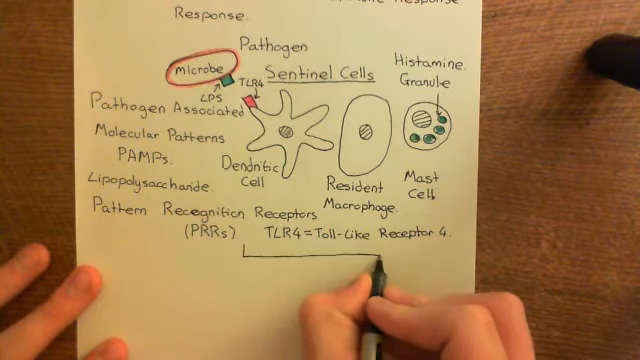 Response.
Response.
Pathogen
microbe
LPS
TLR4
Sentinel Cells
Histamine
Granule
Pathogen Associated
Molecular Patterns
PAMPs.
Lipopolysaccharide.
Dendritic
Cell
Resident
Macrophage.
Mast
Cell
Pattern Recognition Receptors
(PRRs)
TLR4 = Toll-Like Receptor 4.